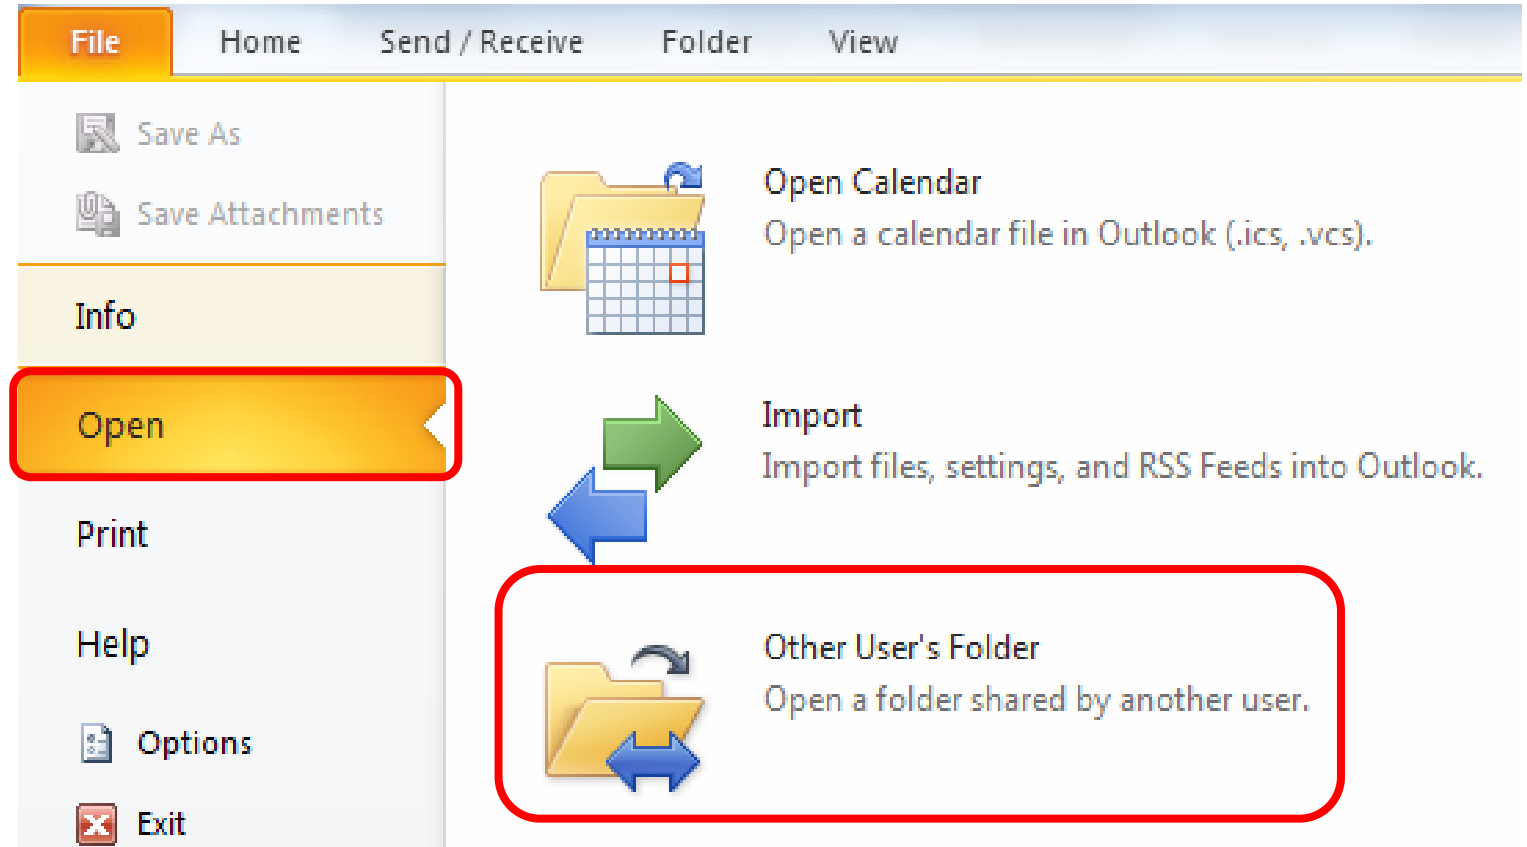 File Home Send / Receive Folder View
Save As
Save Attachments
Info
Open
Print
Help
Options
Exit
Open Calendar
Open a calendar file in Outlook (.ics, .vcs).
Import
Import files, settings, and RSS Feeds into Outlook.
Other User's Folder
Open a folder shared by another user.